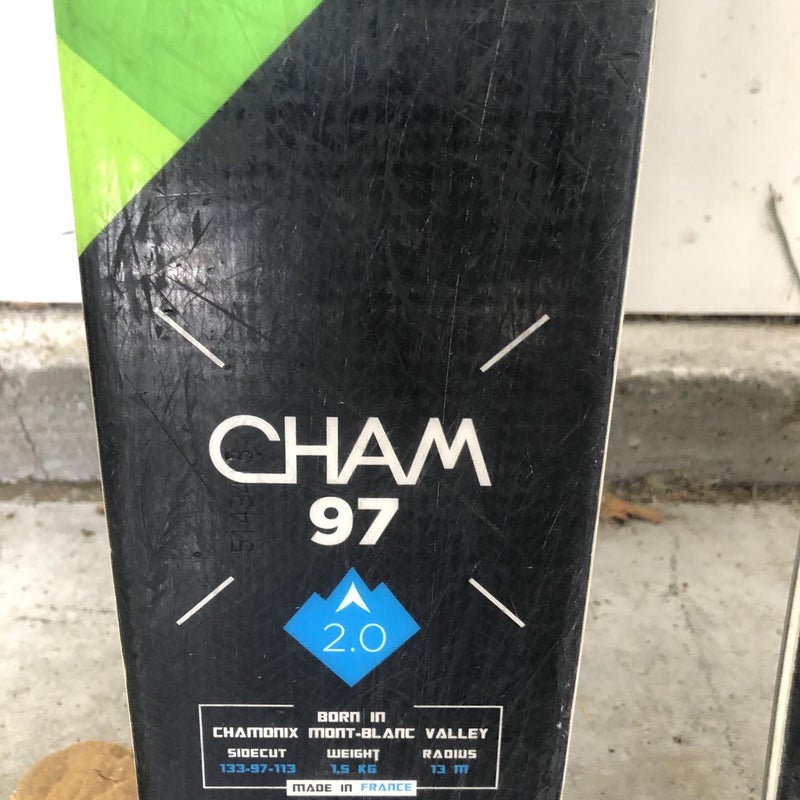 CHAM
97
2.0
BORN IN
CHAMONIX MONT-BLANC VALLEY
SIDECUT WEIGHT RADIUS
133-97-113 1.5 KG 13 M
MADE IN FRANCE